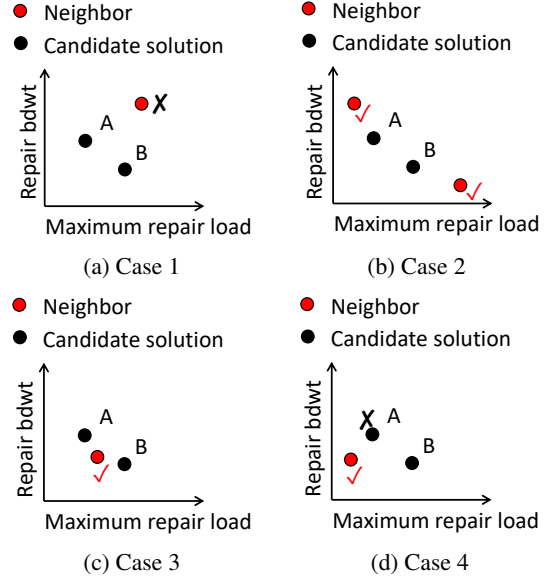 Neighbor
Candidate solution
A
B
Repair bdwt
Maximum repair load
(a) Case 1
Neighbor
Candidate solution
A
B
Repair bdwt
Maximum repair load
(b) Case 2
Neighbor
Candidate solution
A
B
Repair bdwt
Maximum repair load
(c) Case 3
Neighbor
Candidate solution
A
B
Repair bdwt
Maximum repair load
(d) Case 4